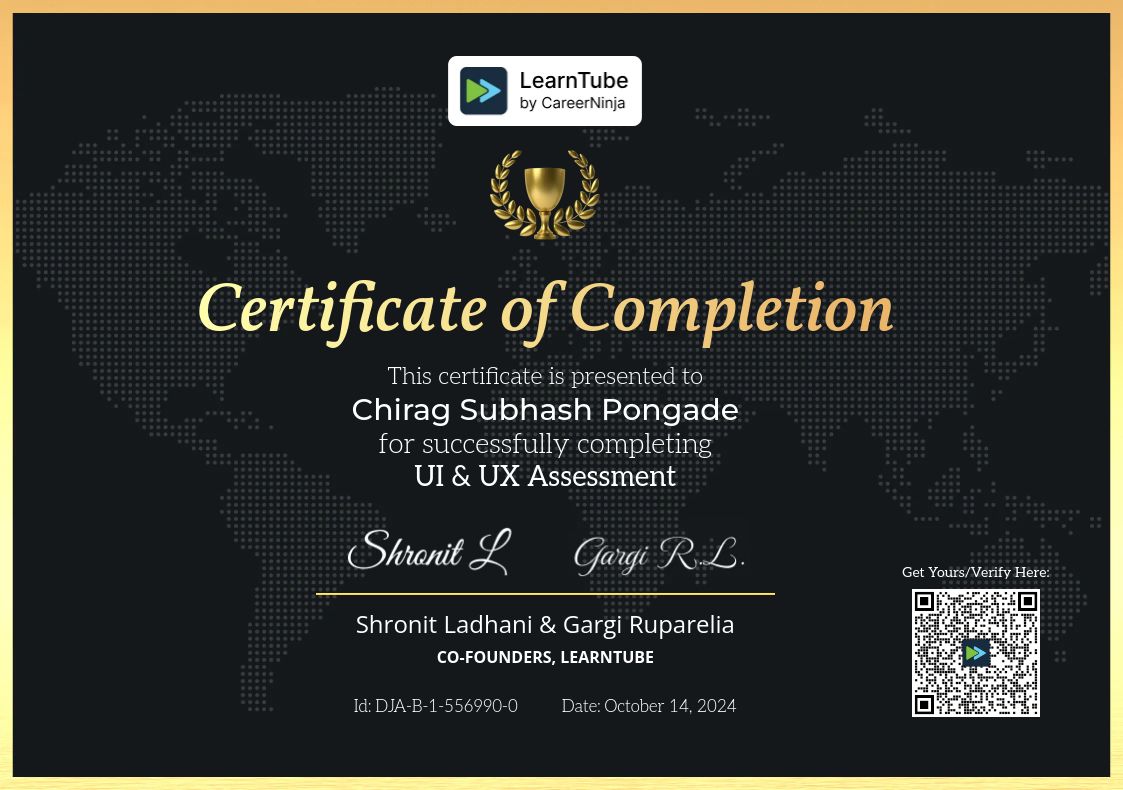 LearnTube
by CareerNinja
Certificate of Completion
This certificate is presented to
Chirag Subhash Pongade
for successfully completing
UI & UX Assessment
Shronit L
Gargi R.L.
Get Yours/Verify Here:
Shronit Ladhani & Gargi Ruparelia
CO-FOUNDERS, LEARNTUBE
Id: DJA-B-1-556990-0
Date: October 14, 2024